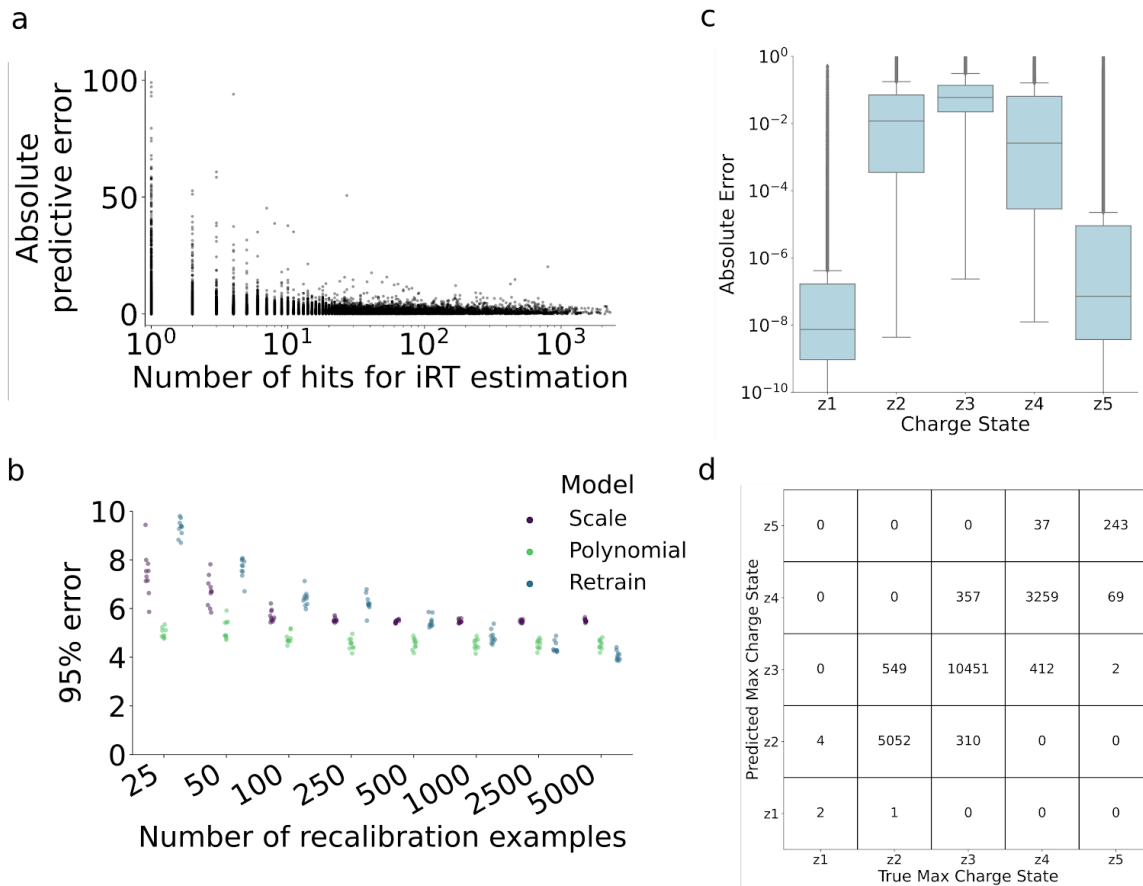 a
Absolute
predictive error
100
50
0
10^0 10^1 10^2 10^3
Number of hits for iRT estimation
b
95% error
10
8
6
4
2
0
Model
Scale
Polynomial
Retrain
25 50 100 250 500 1000 2500 5000
Number of recalibration examples
c
Absolute Error
10^0
10^-2
10^-4
10^-6
10^-8
10^-10
z1 z2 z3 z4 z5
Charge State
d
Predicted Max Charge State
z5 0 0 0 37 243
z4 0 0 357 3259 69
z3 0 549 10451 412 2
z2 4 5052 310 0 0
z1 2 1 0 0 0
z1 z2 z3 z4 z5
True Max Charge State